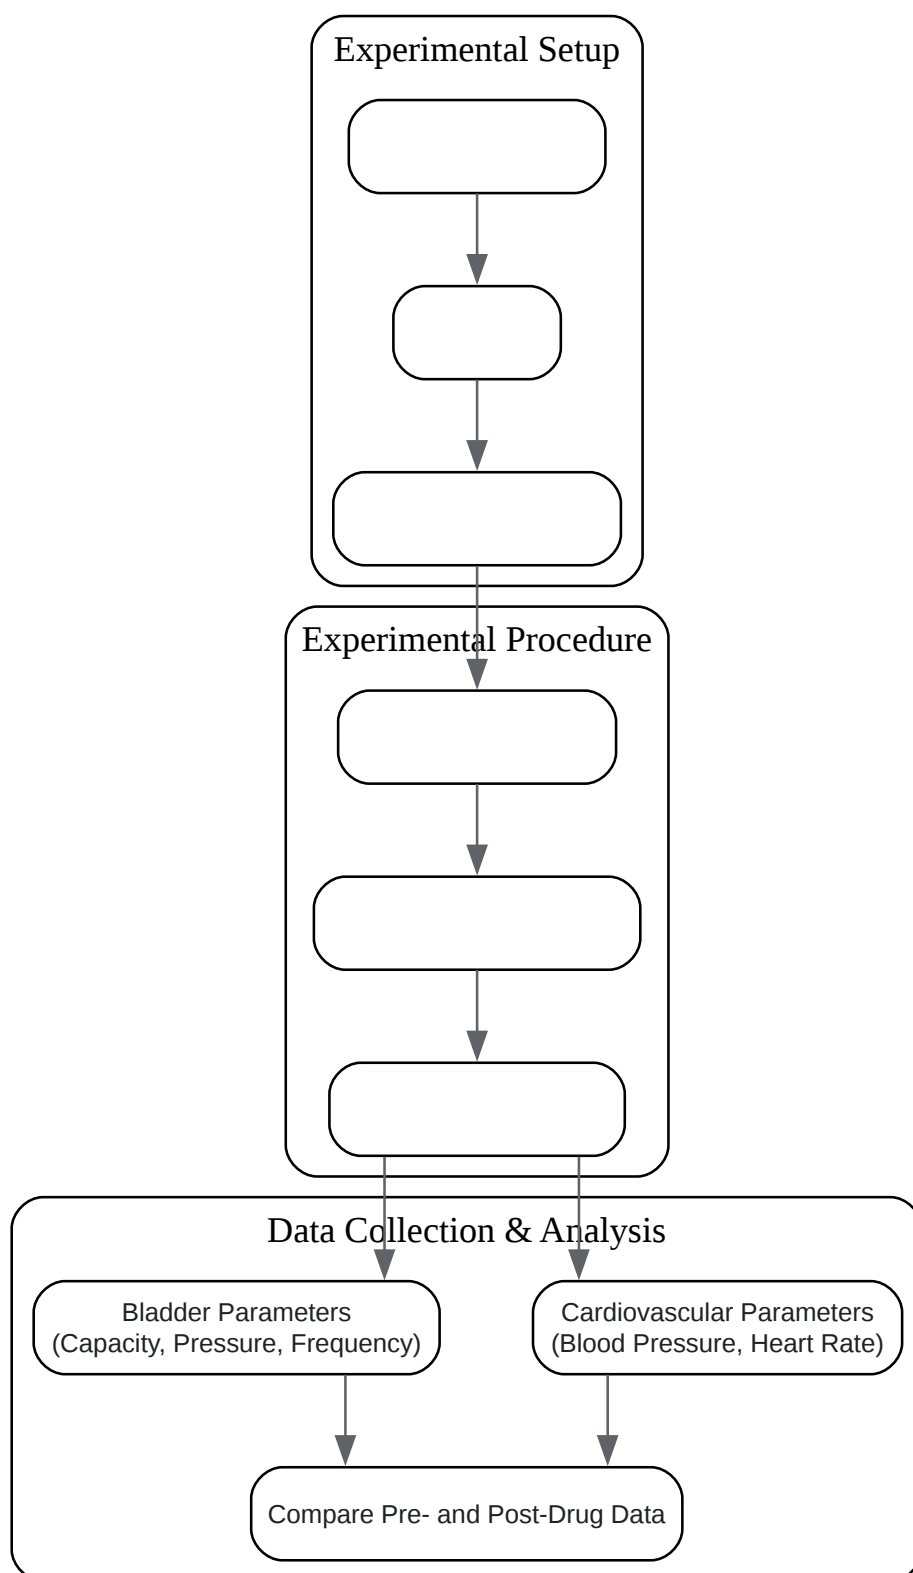 Experimental Setup
Experimental Procedure
Data Collection & Analysis
Bladder Parameters
(Capacity, Pressure, Frequency)
Cardiovascular Parameters
(Blood Pressure, Heart Rate)
Compare Pre- and Post-Drug Data